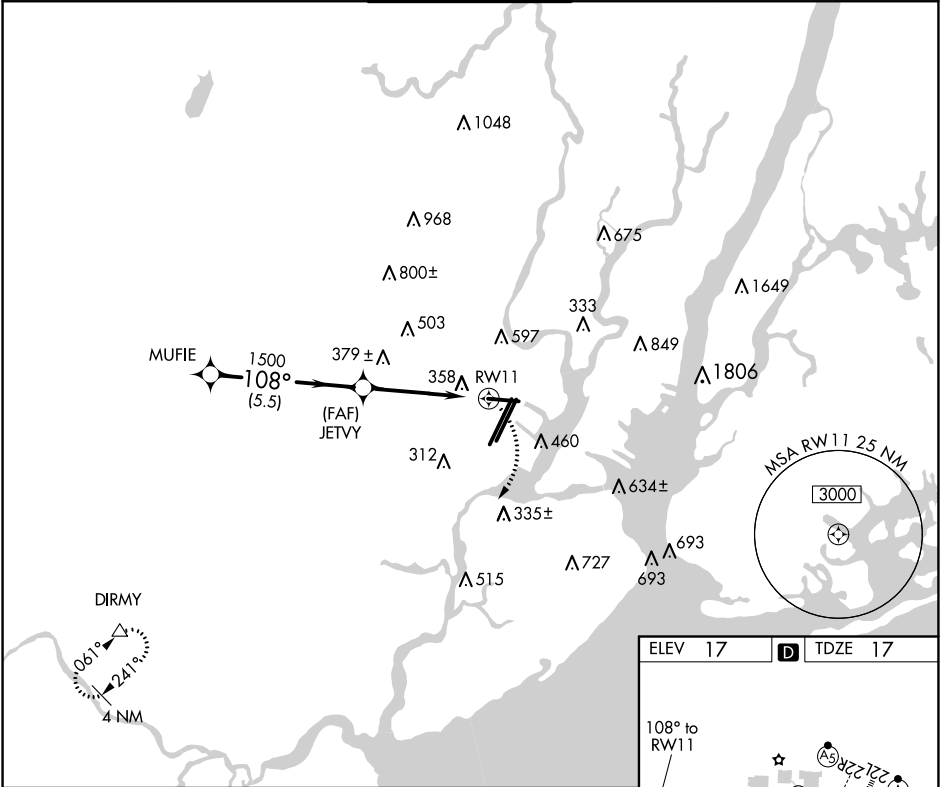 1048
968
675
800±
1649
333
503
597
849
MUFIE
1500
379 ±
108°
358
RW11
1806
(5.5)
(FAF)
JETVY
460
312
MSA RW11 25 NM
3000
634±
335±
693
727
693
515
DIRMY
061°
241°
4 NM
ELEV 17 D TDZE 17
108° to
RW11
A5
22R
22L